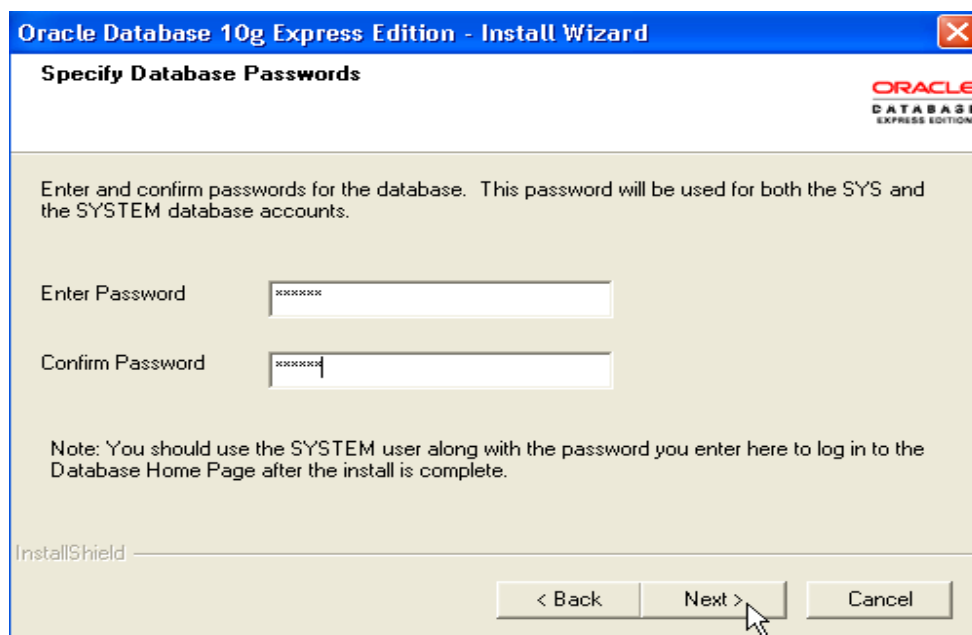 Oracle Database 10g Express Edition - Install Wizard
Specify Database Passwords
ORACLE
DATABASE
EXPRESS EDITION
Enter and confirm passwords for the database. This password will be used for both the SYS and
the SYSTEM database accounts.
Enter Password
******
Confirm Password
******
Note: You should use the SYSTEM user along with the password you enter here to log in to the
Database Home Page after the install is complete.
InstallShield
< Back
Next >
Cancel